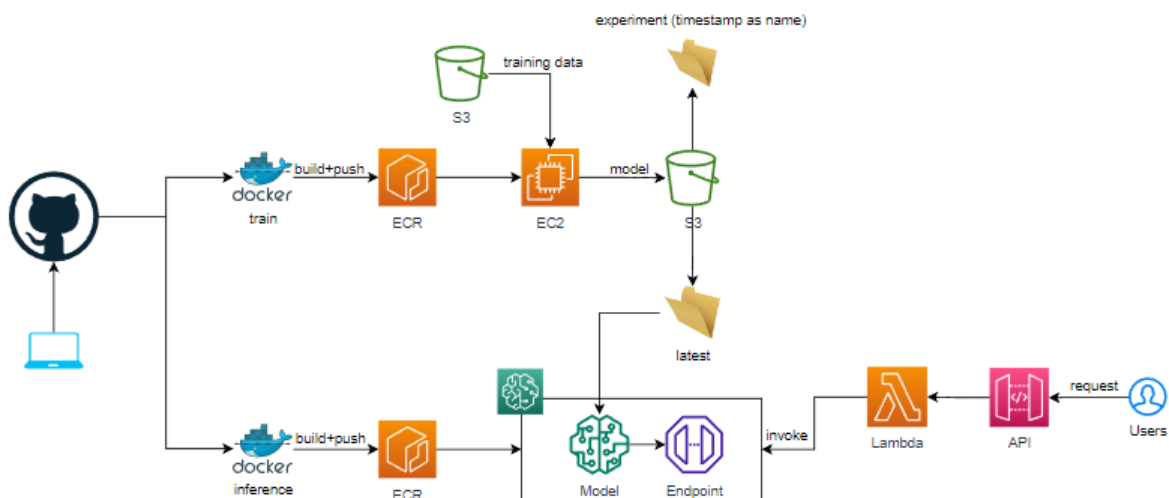 experiment (timestamp as name)
training data
S3
build+push
model
docker
train
ECR
EC2
S3
latest
request
build+push
invoke
Lambda
API
Users
docker
inference
ECR
Model
Endpoint